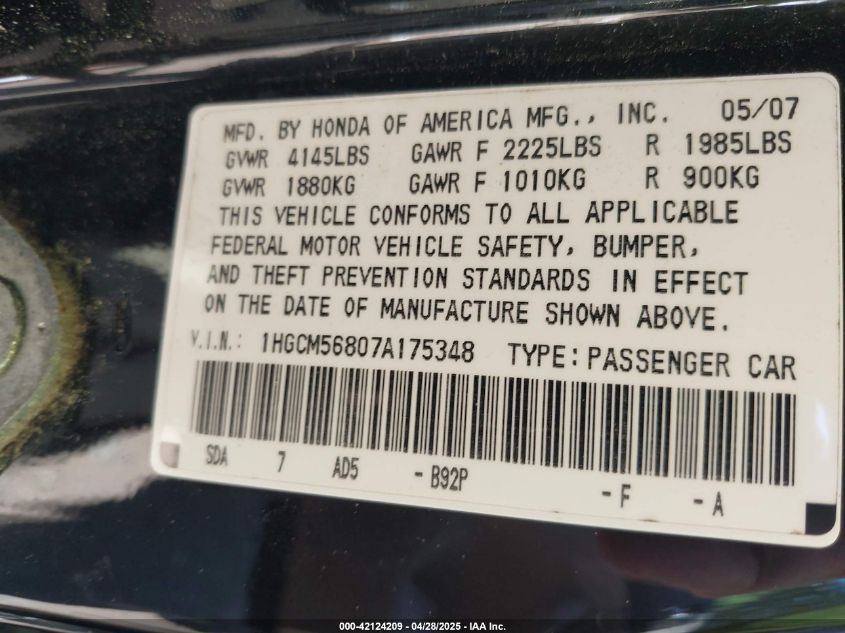 MFD. BY HONDA OF AMERICA MFG., INC. 05/07
GVWR 4145LBS GAWR F 2225LBS R 1985LBS
GVWR 1880KG GAWR F 1010KG R 900KG
THIS VEHICLE CONFORMS TO ALL APPLICABLE
FEDERAL MOTOR VEHICLE SAFETY, BUMPER,
AND THEFT PREVENTION STANDARDS IN EFFECT
ON THE DATE OF MANUFACTURE SHOWN ABOVE.
V.I.N.: 1HGCM56807A175348 TYPE:PASSENGER CAR
SDA 7 AD5 -B92P -F -A
000-42124209 - 04/28/2025 - IAA Inc.